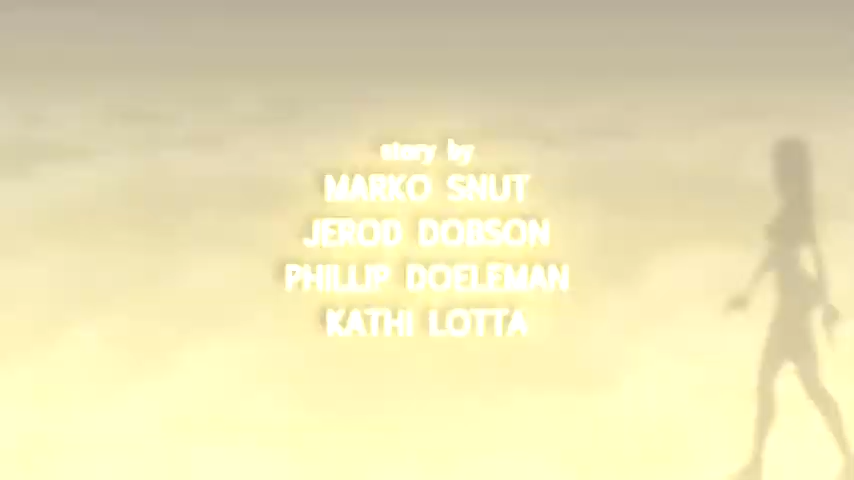 story by
MARKO SNUT
JEROD DOBSON
PHILLIP DOELEMAN
KATHI LOTTA